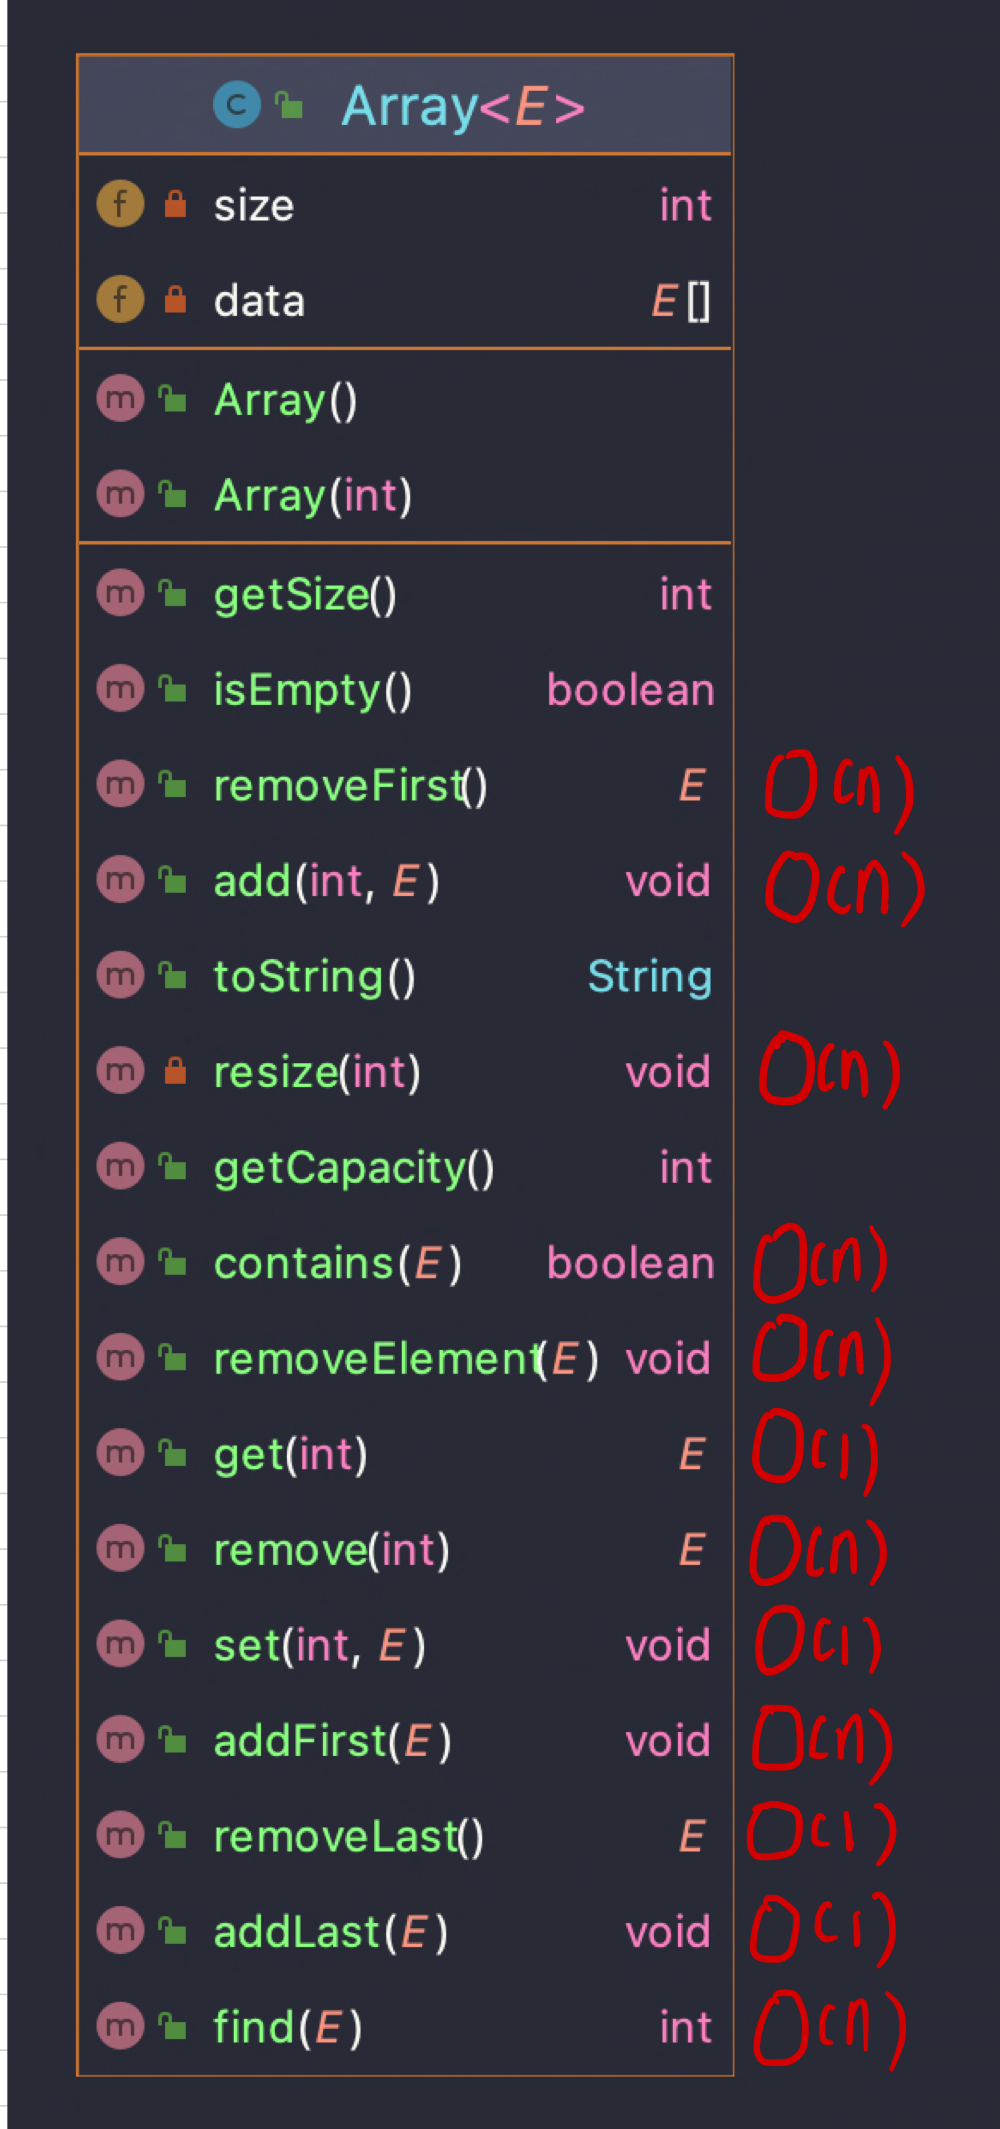 C Array<E>
f size int
f data E[]
m Array()
m Array(int)
m getSize() int
m isEmpty() boolean
m removeFirst() E O(n)
m add(int, E) void O(n)
m toString() String
m resize(int) void O(n)
m getCapacity() int
m contains(E) boolean O(n)
m removeElement(E) void O(n)
m get(int) E O(1)
m remove(int) E O(n)
m set(int, E) void O(1)
m addFirst(E) void O(n)
m removeLast() E O(1)
m addLast(E) void O(1)
m find(E) int O(n)